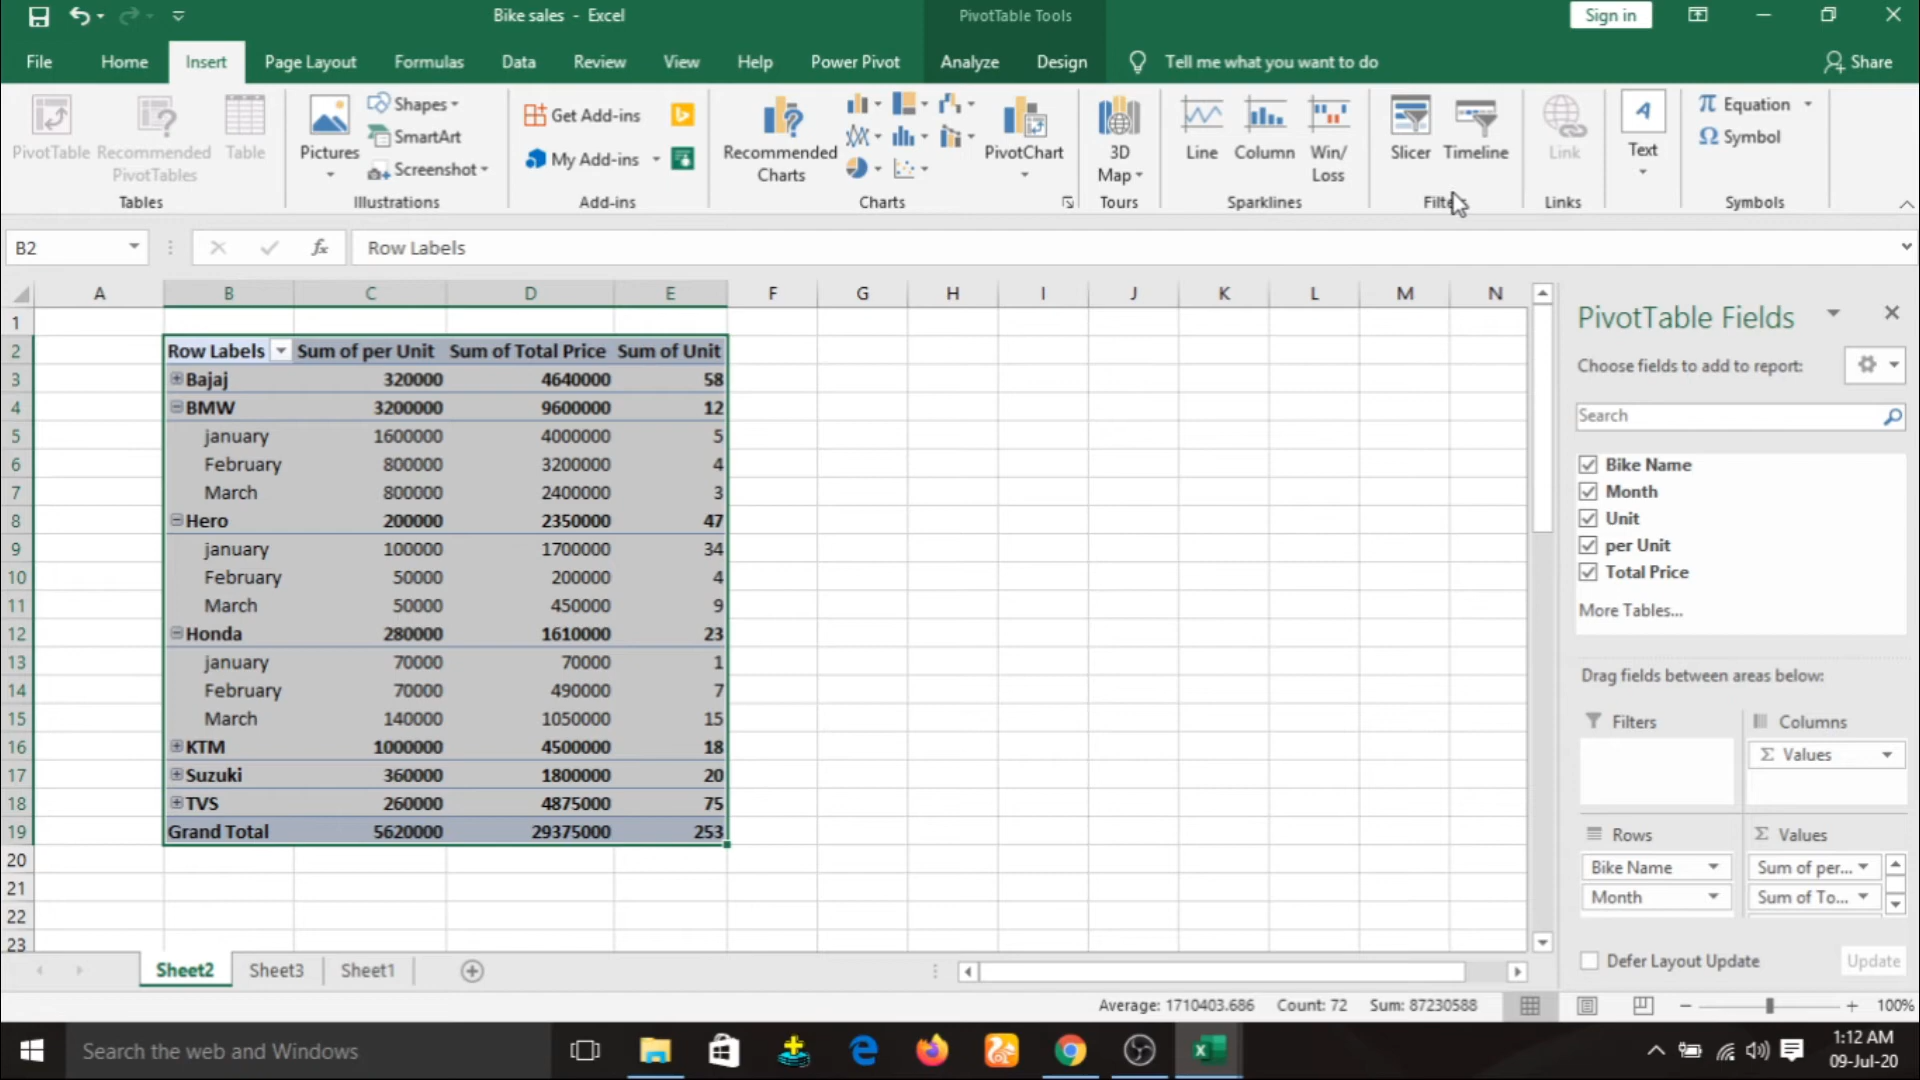 Bike sales - Excel
PivotTable Tools
Sign in
File
Home
Insert
Page Layout
Formulas
Data
Review
View
Help
Power Pivot
Analyze
Design
Tell me what you want to do
Share
PivotTable
Recommended
PivotTables
Table
Tables
Pictures
Shapes
SmartArt
Screenshot
Illustrations
Get Add-ins
My Add-ins
Add-ins
Recommended
Charts
PivotChart
Charts
3D
Map
Tours
Line
Column
Win/
Loss
Sparklines
Slicer
Timeline
Link
Links
Text
Equation
Symbol
Symbols
B2
fx
Row Labels
A B C D E F G H I J K L M N
1
2 Row Labels Sum of per Unit Sum of Total Price Sum of Unit
3 Bajaj 320000 4640000 58
4 BMW 3200000 9600000 12
5 january 1600000 4000000 5
6 February 800000 3200000 4
7 March 800000 2400000 3
8 Hero 200000 2350000 47
9 january 100000 1700000 34
10 February 50000 200000 4
11 March 50000 450000 9
12 Honda 280000 1610000 23
13 january 70000 70000 1
14 February 70000 490000 7
15 March 140000 1050000 15
16 KTM 1000000 4500000 18
17 Suzuki 360000 1800000 20
18 TVS 260000 4875000 75
19 Grand Total 5620000 29375000 253
20
21
22
23
PivotTable Fields
Choose fields to add to report:
Search
Bike Name
Month
Unit
per Unit
Total Price
More Tables...
Drag fields between areas below:
Filters
Columns
Σ Values
Rows
Σ Values
Bike Name
Sum of per...
Month
Sum of To...
Defer Layout Update
Update
Sheet2
Sheet3
Sheet1
Average: 1710403.686 Count: 72 Sum: 87230588
100%
Search the web and Windows
1:12 AM
09-Jul-20